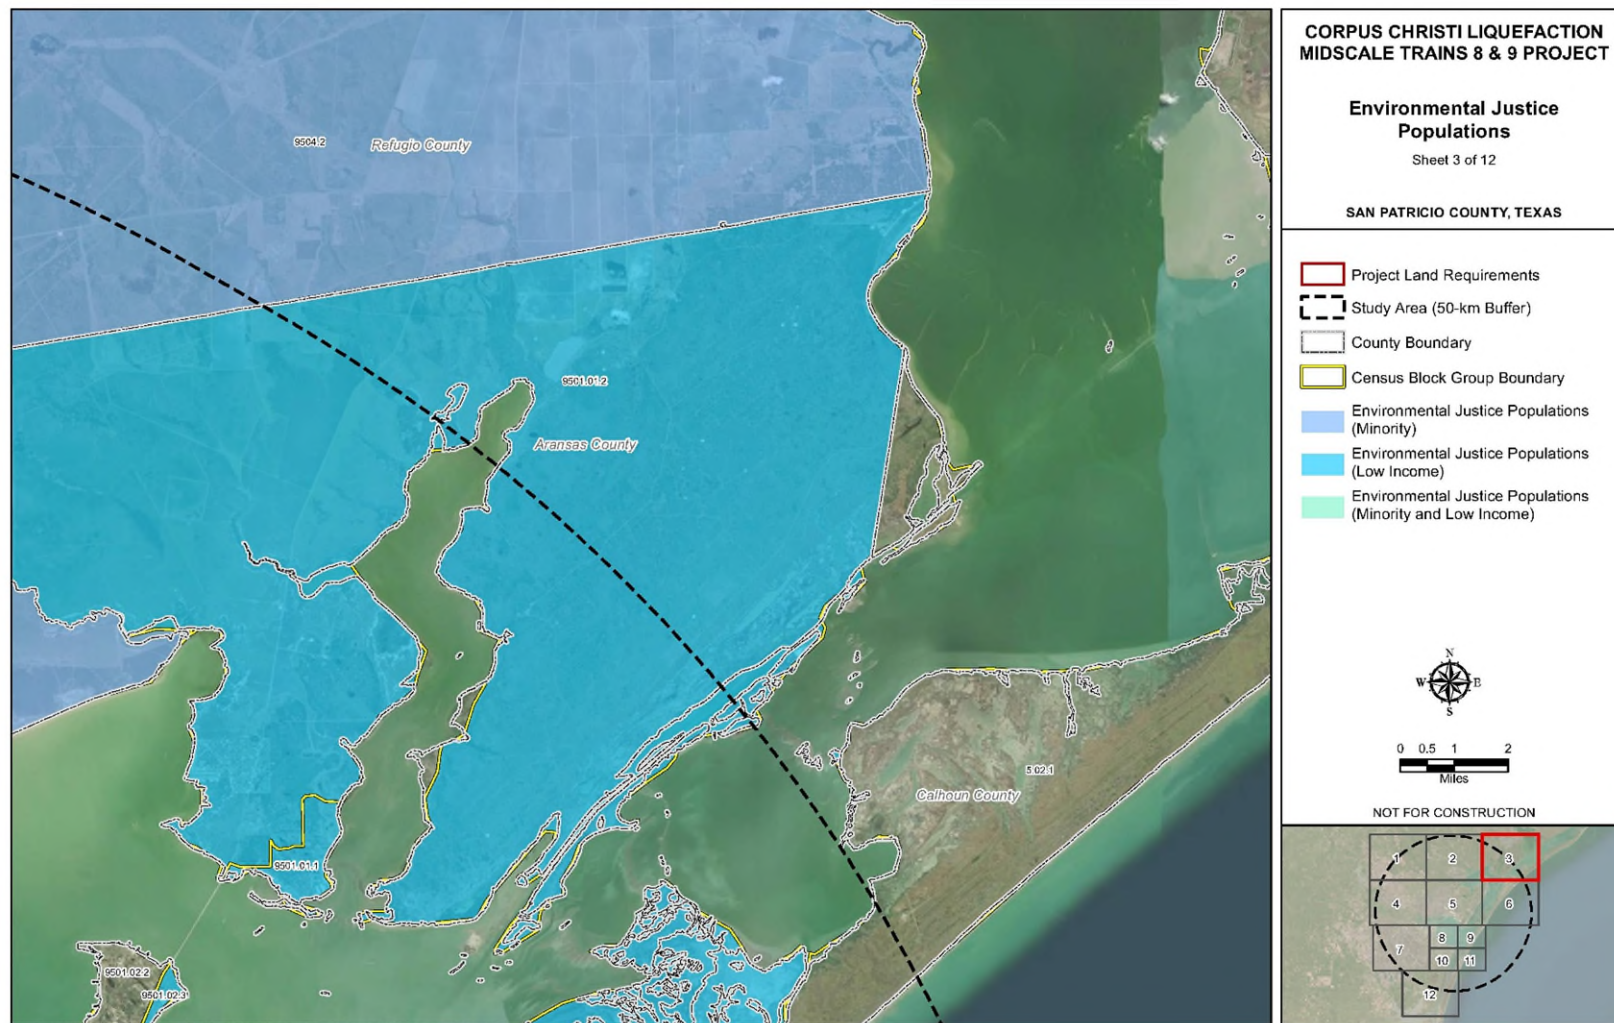 CORPUS CHRISTI LIQUEFACTION
MIDSCALE TRAINS 8 & 9 PROJECT
Environmental Justice
Populations
Sheet 3 of 12
SAN PATRICIO COUNTY, TEXAS
Project Land Requirements
Study Area (50-km Buffer)
County Boundary
Census Block Group Boundary
Environmental Justice Populations
(Minority)
Environmental Justice Populations
(Low Income)
Environmental Justice Populations
(Minority and Low Income)
N
W E
S
0 0.5 1 2
Miles
NOT FOR CONSTRUCTION
1 2 3
4 5 6
7 8 9
10 11
12
9504.2
Refugio County
9501.01.2
Aransas County
5.02.1
Calhoun County
9501.01.1
9501.02.2
9501.02.3